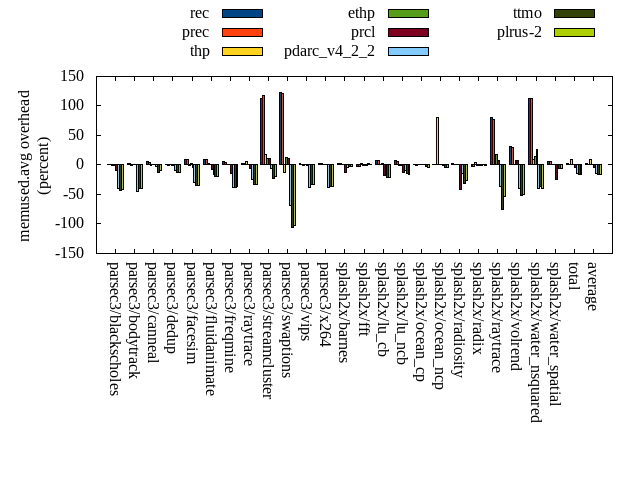 rec ethp ttmo
prec prcl plrus-2
thp pdarc_v4_2_2
memused.avg overhead
(percent)
150
100
50
0
-50
-100
-150
parsec3/blackscholes
parsec3/bodytrack
parsec3/canneal
parsec3/dedup
parsec3/facesim
parsec3/fluidanimate
parsec3/freqmine
parsec3/raytrace
parsec3/streamcluster
parsec3/swaptions
parsec3/vips
parsec3/x264
splash2x/barnes
splash2x/fft
splash2x/lu_cb
splash2x/lu_ncb
splash2x/ocean_cp
splash2x/ocean_ncp
splash2x/radiosity
splash2x/radix
splash2x/raytrace
splash2x/volrend
splash2x/water_nsquared
splash2x/water_spatial
total
average